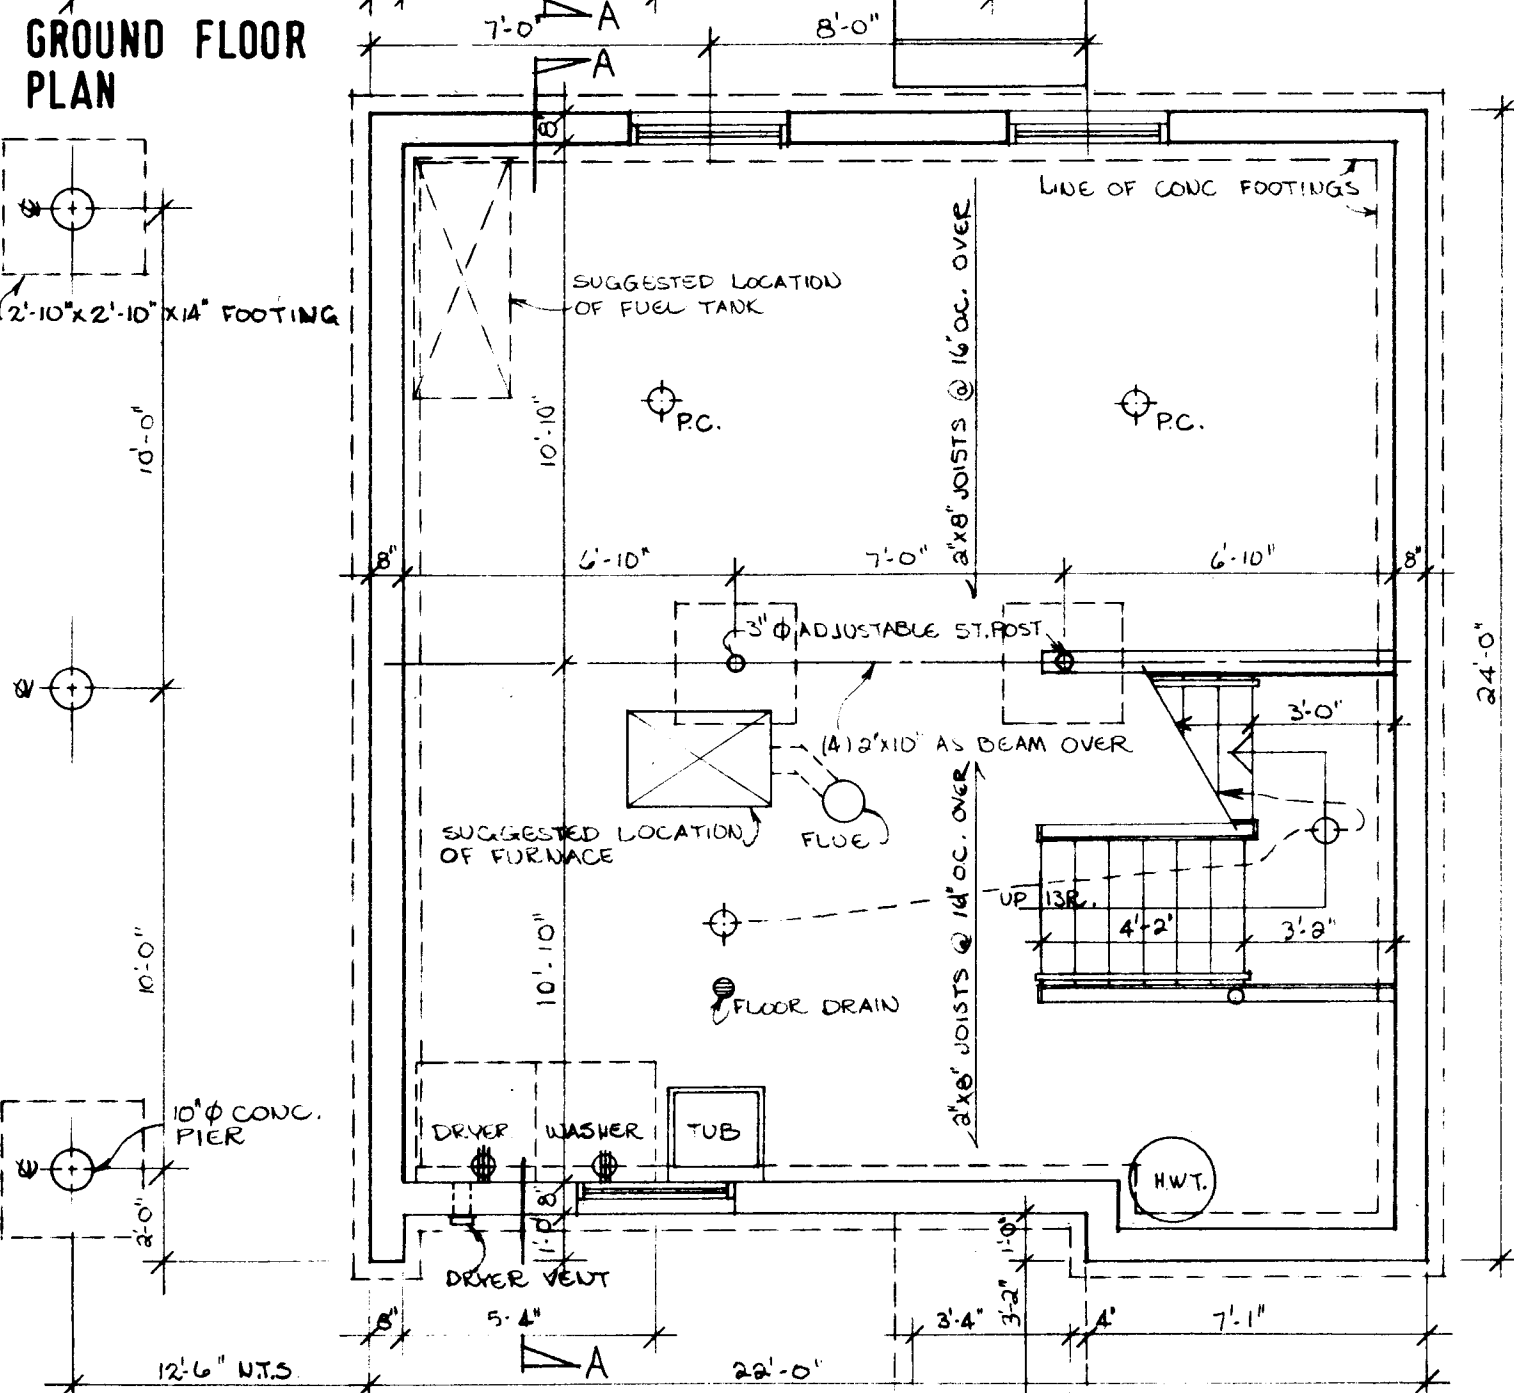 GROUND FLOOR
PLAN
7'-0"
A
8'-0"
A
8"
LINE OF CONC FOOTINGS
2'-10" x 2'-10" x 14" FOOTING
SUGGESTED LOCATION
OF FUEL TANK
2"x8" JOISTS @ 16" O.C. OVER
P.C.
P.C.
10'-0"
10'-10"
8"
6'-10"
7'-0"
6'-10"
8"
3" Ø ADJUSTABLE ST. POST
24'-0"
3'-0"
(4) 2"x10" AS BEAM OVER
SUGGESTED LOCATION
OF FURNACE
FLUE
UP 13R.
4'-2"
3'-2"
10'-0"
10'-10"
2"x8" JOISTS @ 16" O.C. OVER
FLOOR DRAIN
10" Ø CONC.
PIER
DRYER
WASHER
TUB
H.W.T.
2'-0"
8"
1'-0"
1'-0"
DRYER VENT
3'-2"
8"
5'-4"
3'-4"
4"
7'-1"
12'-6" N.T.S.
A
22'-0"